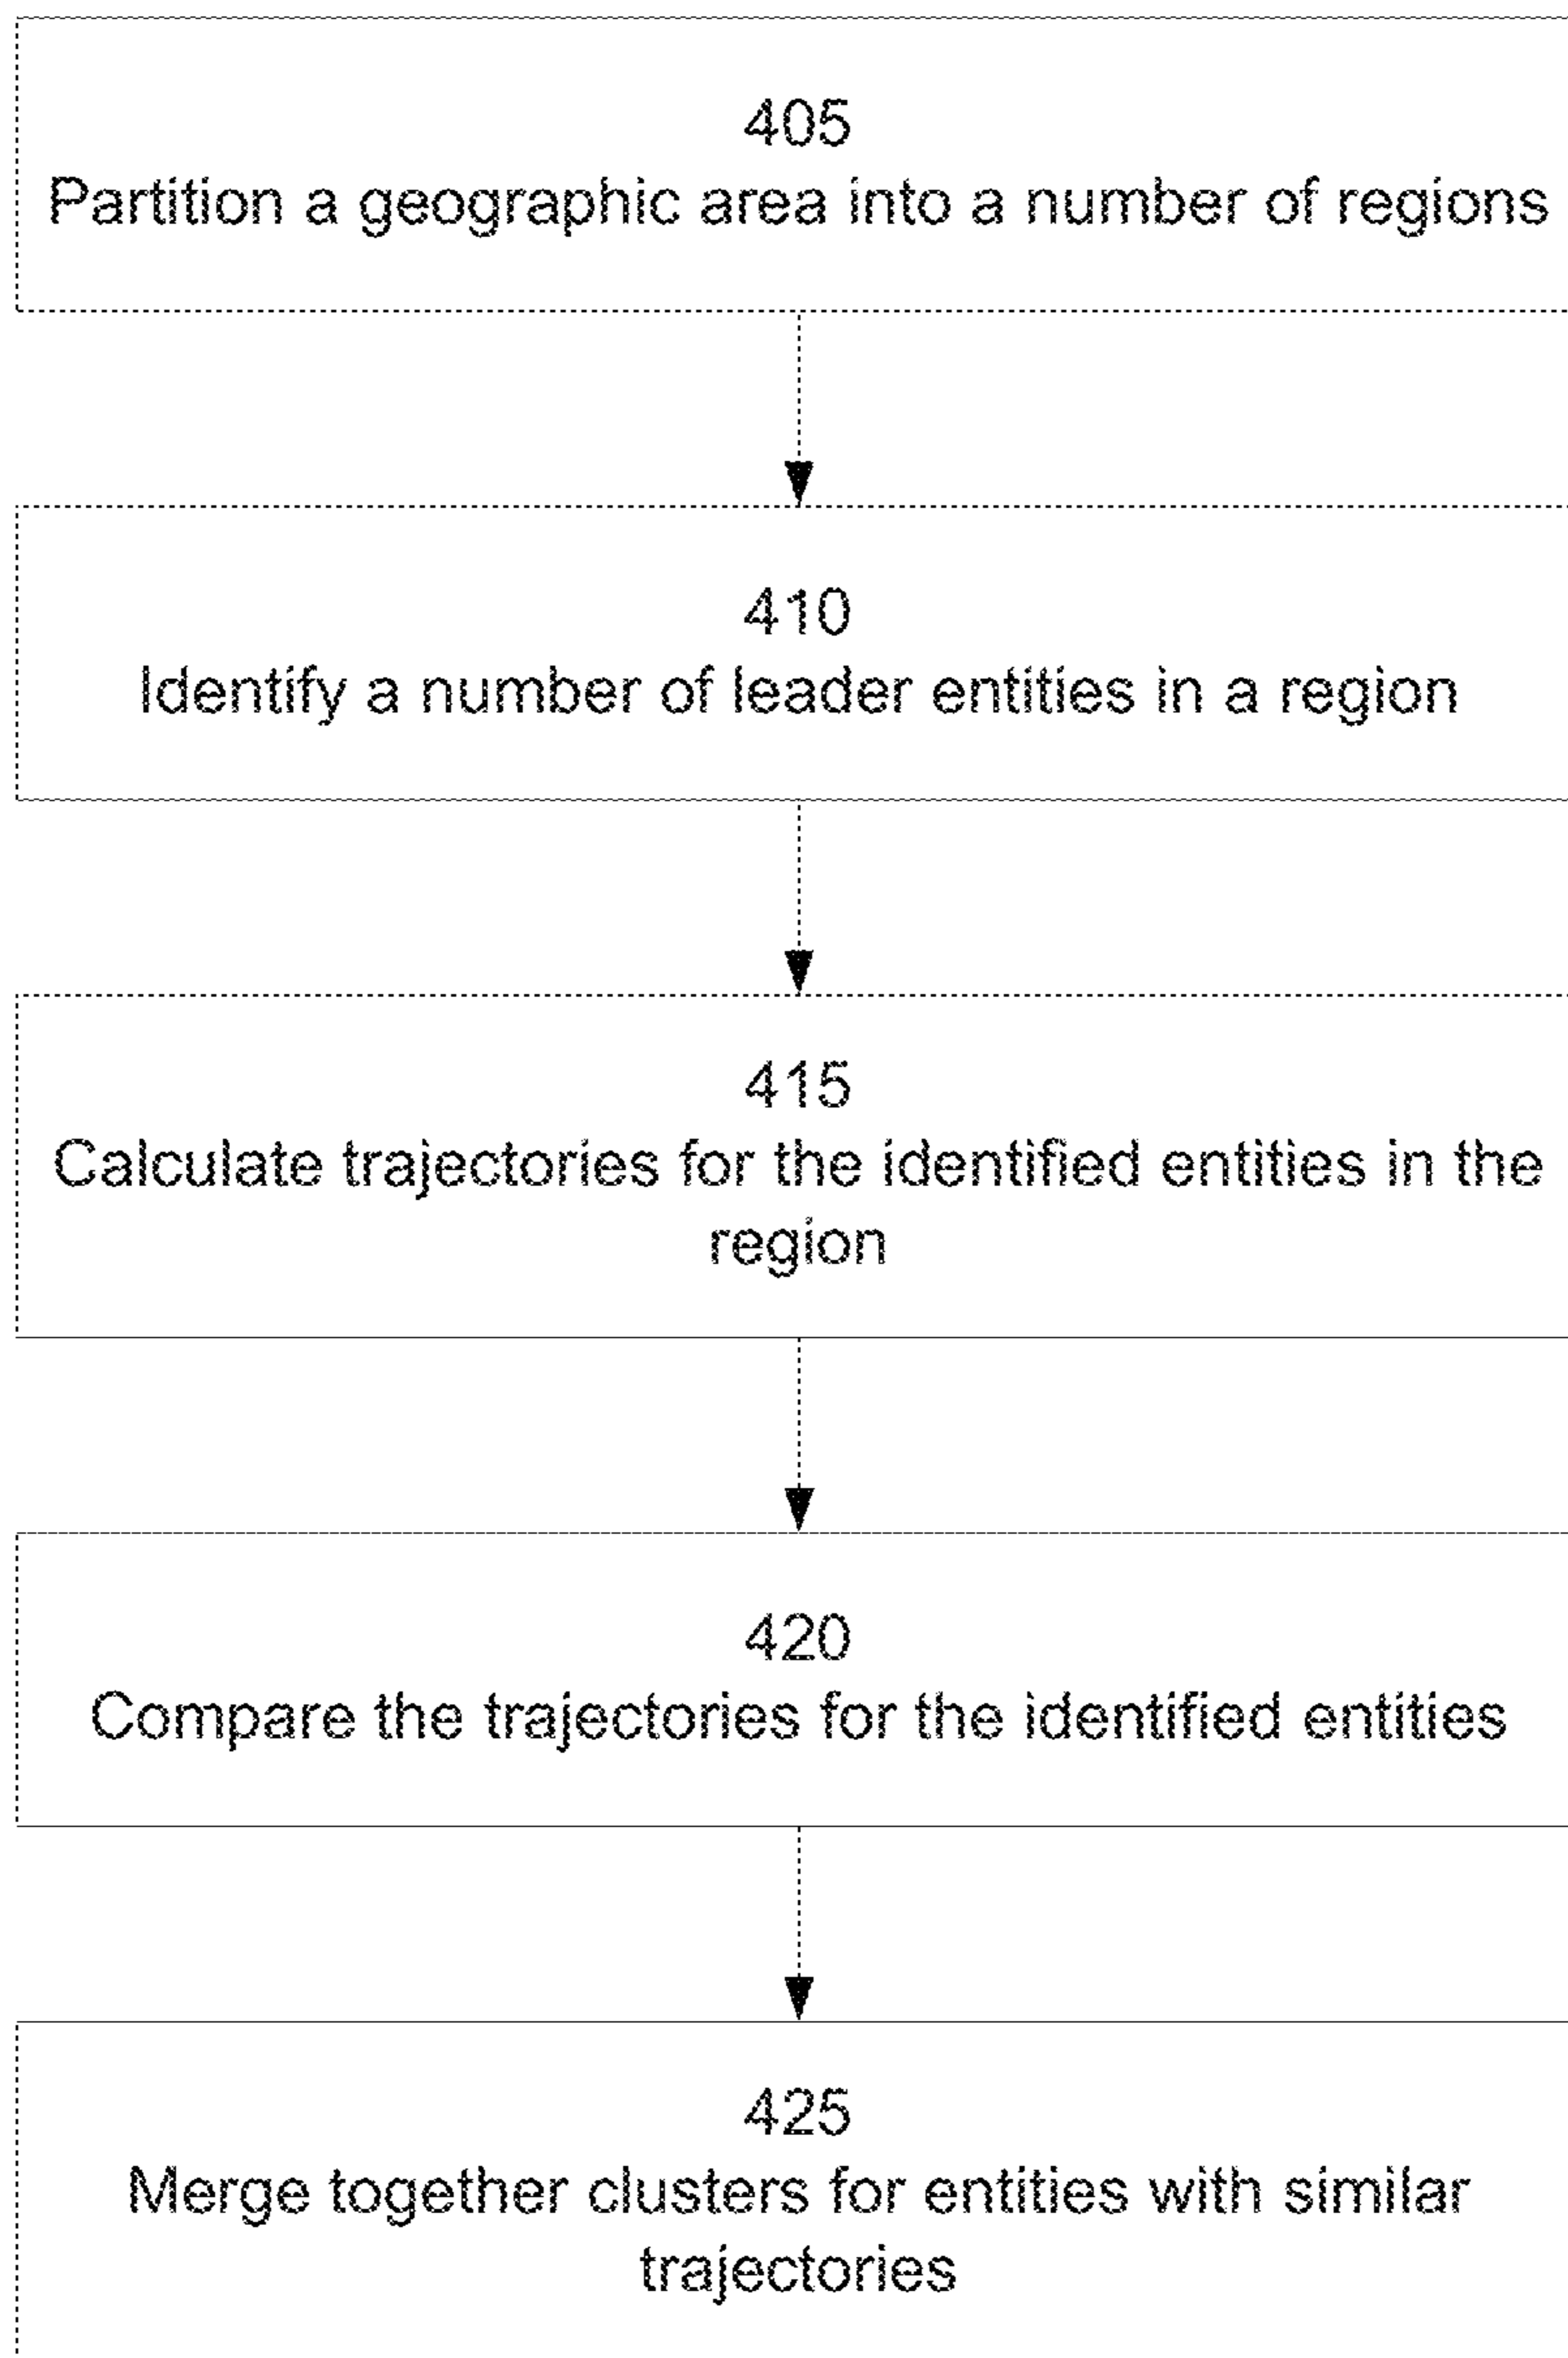 405
Partition a geographic area into a number of regions
410
Identify a number of leader entities in a region
415
Calculate trajectories for the identified entities in the
region
420
Compare the trajectories for the identified entities
425
Merge together clusters for entities with similar
trajectories